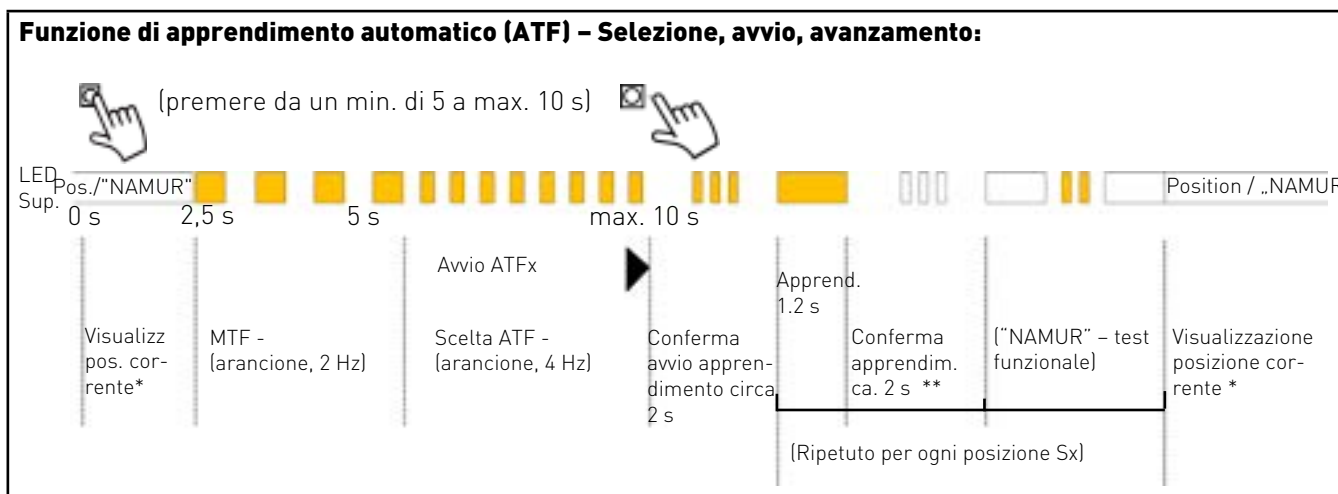 Funzione di apprendimento automatico (ATF) – Selezione, avvio, avanzamento:
(premere da un min. di 5 a max. 10 s)
LED
Sup.
Pos./"NAMUR"
Position / „NAMUR
0 s
2,5 s
5 s
max. 10 s
Avvio ATFx
Apprend.
1.2 s
Visualizz
pos. cor-
rente*
MTF -
(arancione, 2 Hz)
Scelta ATF -
(arancione, 4 Hz)
Conferma
avvio appren-
dimento circa
2 s
Conferma
apprendim.
ca. 2 s **
("NAMUR" – test
funzionale)
Visualizzazione
posizione cor-
rente *
(Ripetuto per ogni posizione Sx)